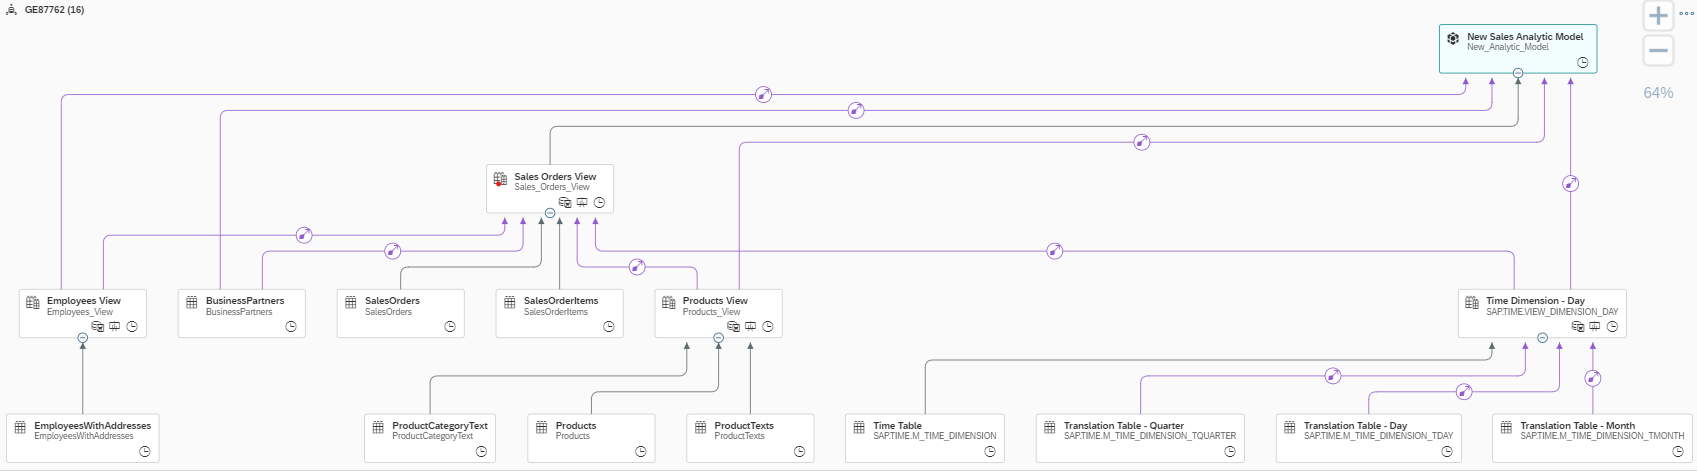 GE87762 (16)
New Sales Analytic Model
New_Analytic_Model
64%
Sales Orders View
Sales_Orders_View
Employees View
Employees_View
BusinessPartners
BusinessPartners
SalesOrders
SalesOrders
SalesOrderItems
SalesOrderItems
Products View
Products_View
Time Dimension - Day
SAP.TIME.VIEW_DIMENSION_DAY
EmployeesWithAddresses
EmployeesWithAddresses
ProductCategoryText
ProductCategoryText
Products
Products
ProductTexts
ProductTexts
Time Table
SAP.TIME.M_TIME_DIMENSION
Translation Table - Quarter
SAP.TIME.M_TIME_DIMENSION_TQUARTER
Translation Table - Day
SAP.TIME.M_TIME_DIMENSION_TDAY
Translation Table - Month
SAP.TIME.M_TIME_DIMENSION_TMONTH